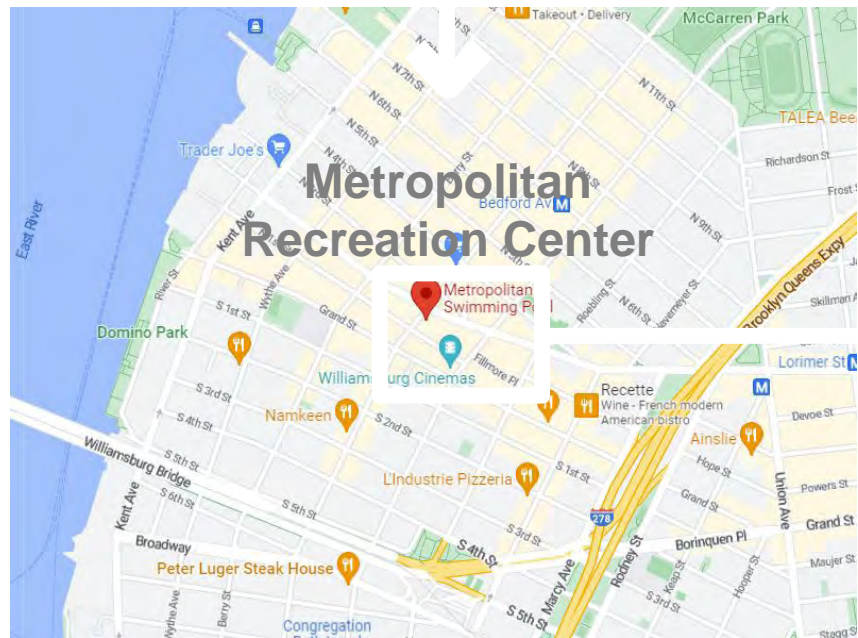 Takeout • Delivery
McCarren Park
N 7th St
N 11th St
N 6th St
TALEA Bee
N 5th St
Trader Joe's
Richardson St
N 4th St
Metropolitan
Frost S
Bedford Av M
East River
Kent Ave
N 9th St
Recreation Center
River St
Wythe Ave
Brooklyn Queens Expy
Metropolitan
Swimming Pool
Roebling St
N 6th St
Havemeyer St
Skillman A
S 1st St
Grand St
Domino Park
Fillmore Pl
Lorimer St M
Williamsburg Cinemas
M
S 3rd St
Recette
Wine - French modern
American bistro
Namkeen
Devoe St
S 4th St
S 2nd St
Ainslie
Williamsburg Bridge
S 5th St
Hope St
L'Industrie Pizzeria
S 1st St
Union Ave
Powers St
S 6th St
Kent Ave
S 5th St
Grand St
278
S 3rd St
Grand St
Broadway
S 4th St
Borinquen Pl
Peter Luger Steak House
Marcy Ave
Rodney St
Keap St
Hooper St
Maujer St
S 3rd St
Wythe Ave
Berry St
S 5th St
Congregation
Stagg St